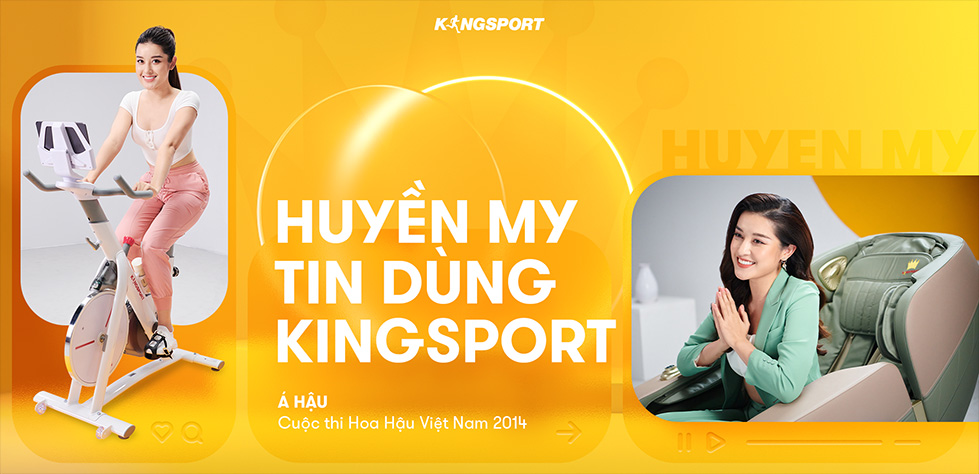 KINGSPORT
HUYEN MY
HUYỀN MY
TIN DÙNG
KINGSPORT
Á HẬU
Cuộc thi Hoa Hậu Việt Nam 2014